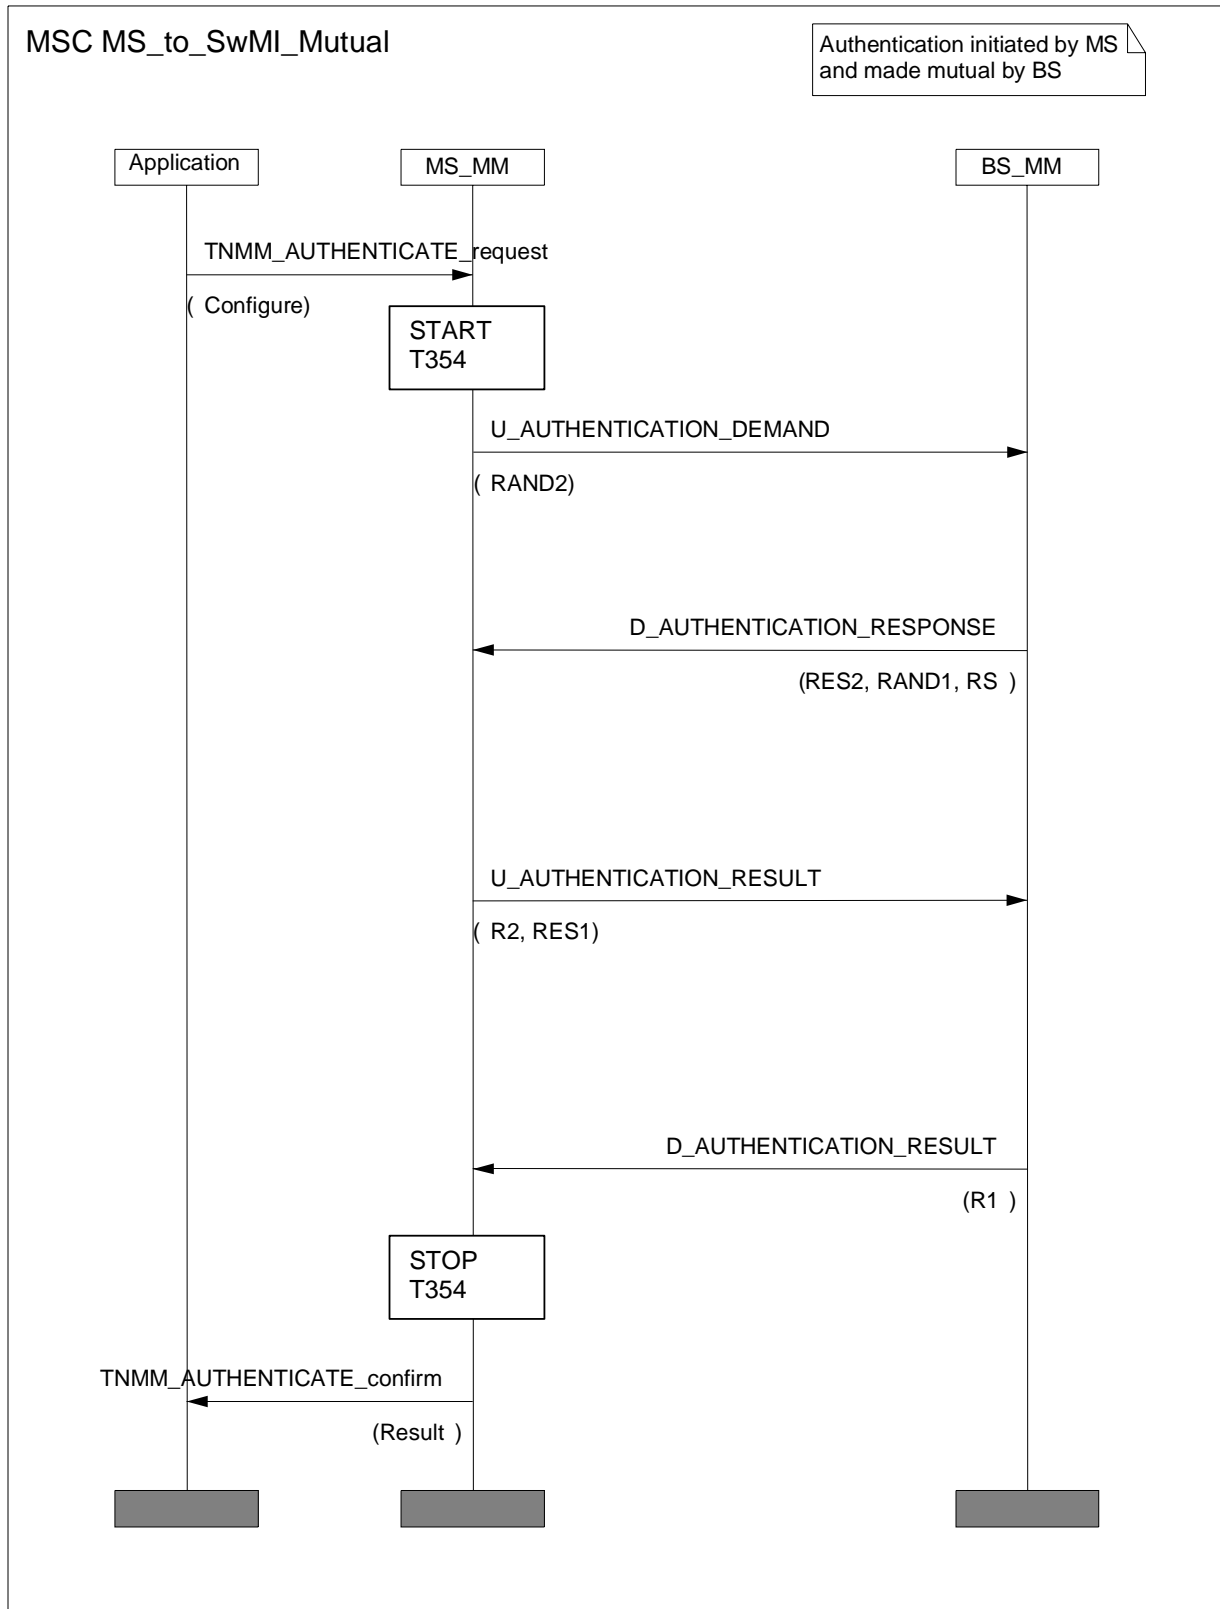 MSC MS_to_SwMI_Mutual
Authentication initiated by MS
and made mutual by BS
Application
MS_MM
BS_MM
TNMM_AUTHENTICATE_request
( Configure)
START
T354
U_AUTHENTICATION_DEMAND
( RAND2)
D_AUTHENTICATION_RESPONSE
(RES2, RAND1, RS )
U_AUTHENTICATION_RESULT
( R2, RES1)
D_AUTHENTICATION_RESULT
(R1 )
STOP
T354
TNMM_AUTHENTICATE_confirm
(Result )